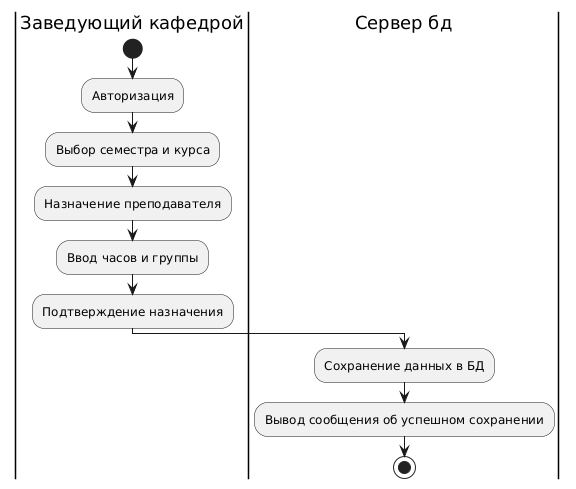 Заведующий кафедрой
Сервер бд
Авторизация
Выбор семестра и курса
Назначение преподавателя
Ввод часов и группы
Подтверждение назначения
Сохранение данных в БД
Вывод сообщения об успешном сохранении